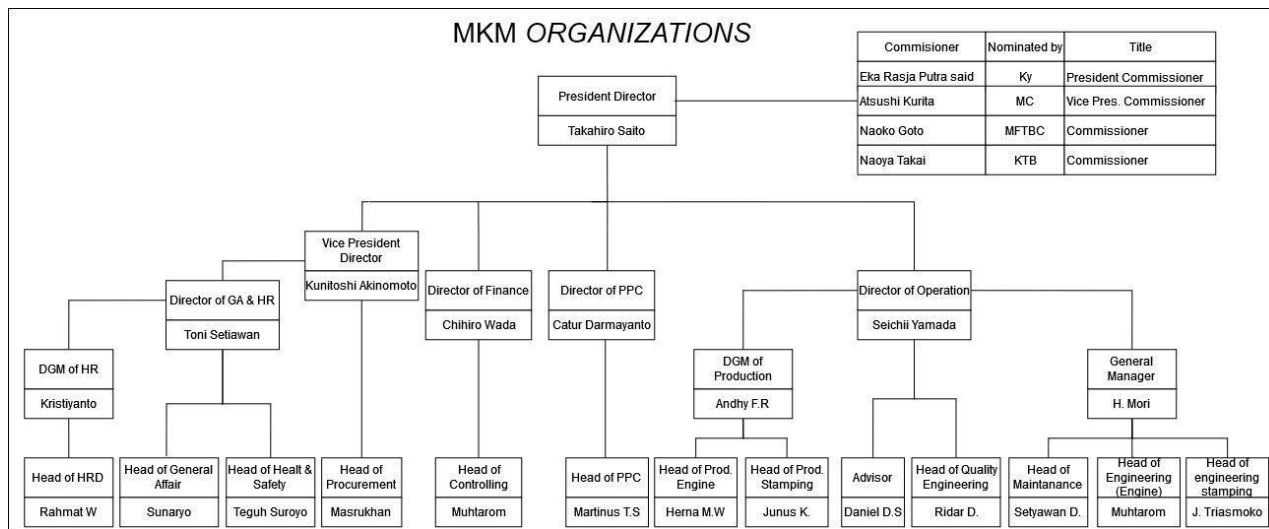 MKM ORGANIZATIONS
Commisioner Nominated by Title
Eka Rasja Putra said Ky President Commissioner
Atsushi Kurita MC Vice Pres. Commissioner
Naoko Goto MFTBC Commissioner
Naoya Takai KTB Commissioner
President Director
Takahiro Saito
Vice President
Director
Kunitoshi Akinomoto
Director of GA & HR
Toni Setiawan
Director of Finance
Chihiro Wada
Director of PPC
Catur Darmayanto
Director of Operation
Seichii Yamada
DGM of HR
Kristiyanto
DGM of
Production
Andhy F.R
General
Manager
H. Mori
Head of HRD
Rahmat W
Head of General
Affair
Sunaryo
Head of Healt &
Safety
Teguh Suroyo
Head of
Procurement
Masrukhan
Head of
Controlling
Muhtarom
Head of PPC
Martinus T.S
Head of Prod.
Engine
Herna M.W
Head of Prod.
Stamping
Junus K.
Advisor
Daniel D.S
Head of Quality
Engineering
Ridar D.
Head of
Maintanance
Setyawan D.
Head of
Engineering
(Engine)
Muhtarom
Head of
engineering
stamping
J. Triasmoko